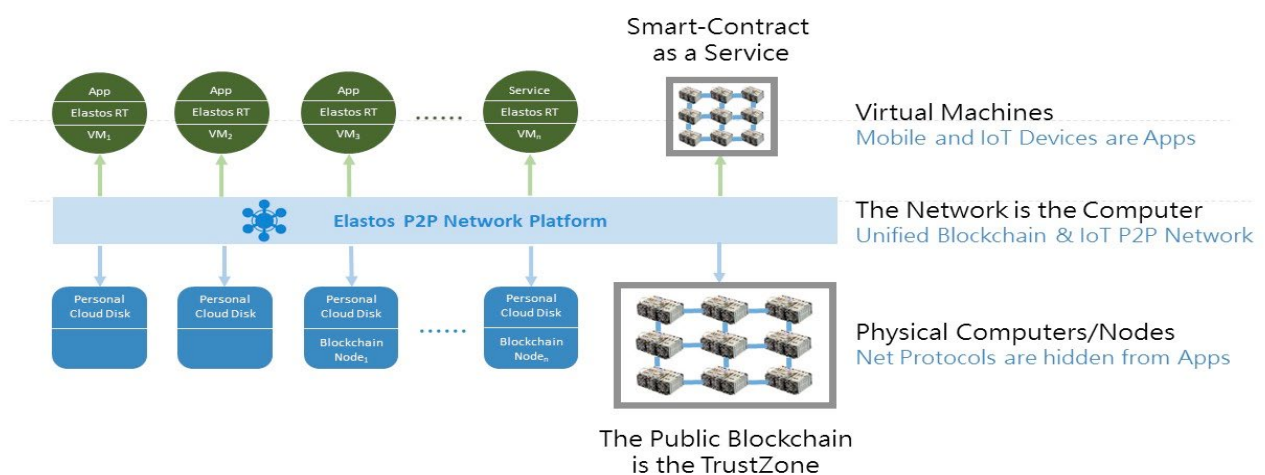 Smart-Contract
as a Service
App
Elastos RT
VM1
App
Elastos RT
VM2
App
Elastos RT
VM3
......
Service
Elastos RT
VMn
Virtual Machines
Mobile and IoT Devices are Apps
Elastos P2P Network Platform
The Network is the Computer
Unified Blockchain & IoT P2P Network
Personal
Cloud Disk
Personal
Cloud Disk
Personal
Cloud Disk
Blockchain
Node1
......
Personal
Cloud Disk
Blockchain
Noden
Physical Computers/Nodes
Net Protocols are hidden from Apps
The Public Blockchain
is the TrustZone